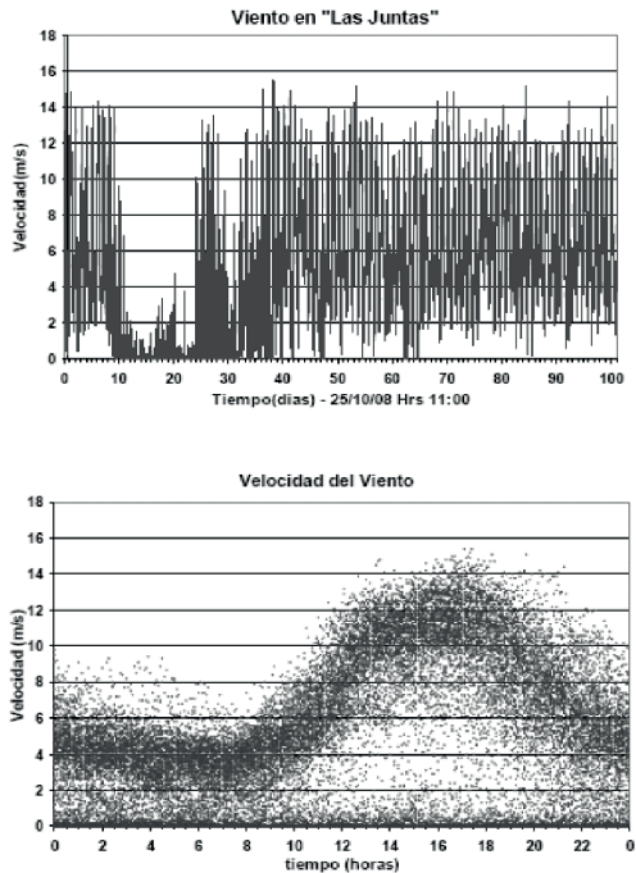 Viento en "Las Juntas"
18
16
14
12
10
8
6
4
2
0
Velocidad (m/s)
0 10 20 30 40 50 60 70 80 90 100
Tiempo(dias) - 25/10/08 Hrs 11:00
Velocidad del Viento
18
16
14
12
10
8
6
4
2
0
Velocidad (m/s)
0 2 4 6 8 10 12 14 16 18 20 22 0
tiempo (horas)